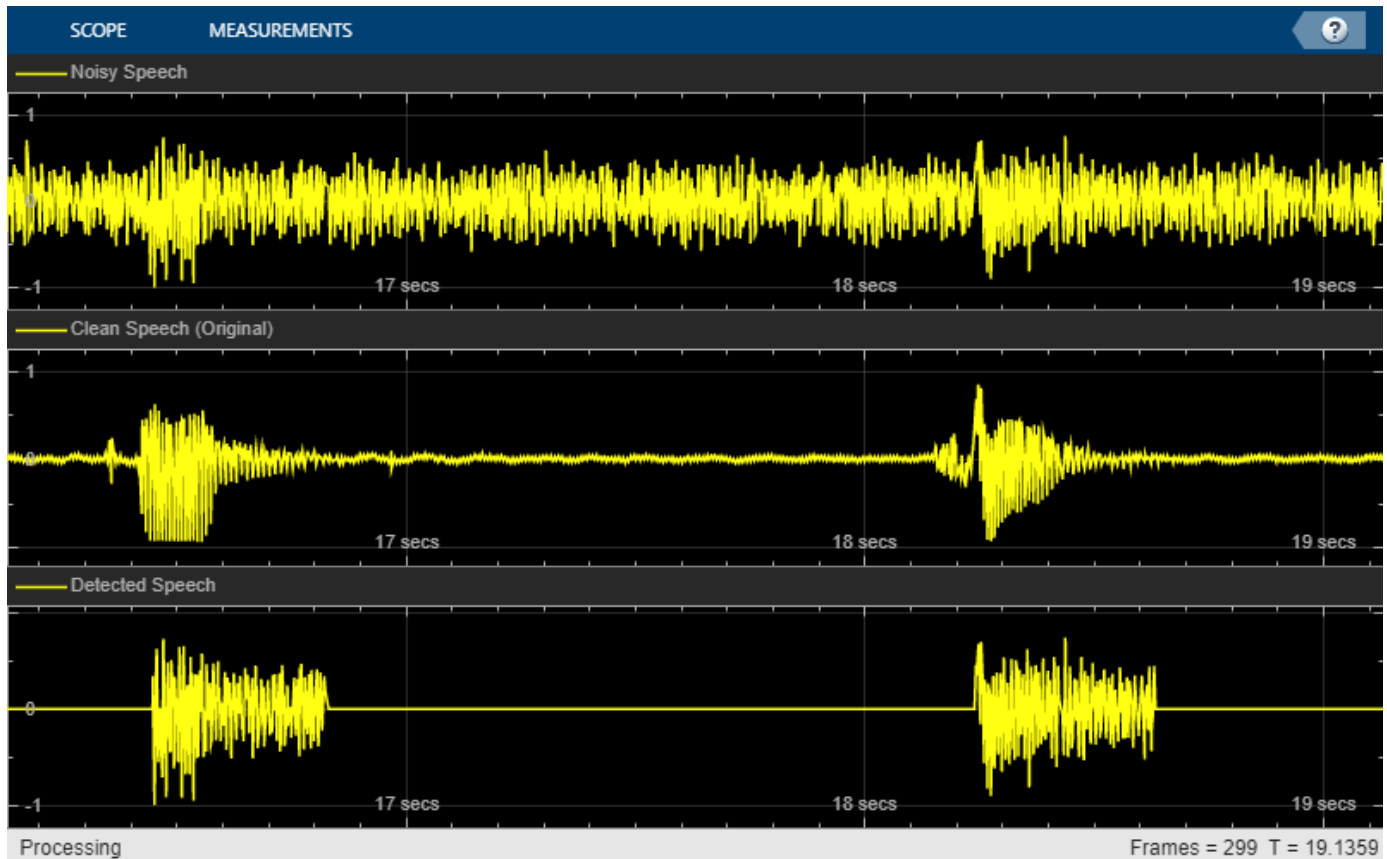 SCOPE MEASUREMENTS ?
Noisy Speech
1
0
-1 17 secs 18 secs 19 secs
Clean Speech (Original)
1
0
17 secs 18 secs 19 secs
Detected Speech
0
-1 17 secs 18 secs 19 secs
Processing Frames = 299 T = 19.1359